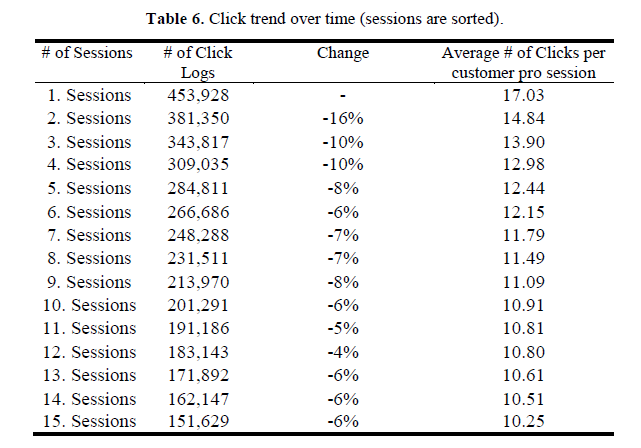 Table 6. Click trend over time (sessions are sorted).
# of Sessions # of Click Logs Change Average # of Clicks per customer pro session
1. Sessions 453,928 - 17.03
2. Sessions 381,350 -16% 14.84
3. Sessions 343,817 -10% 13.90
4. Sessions 309,035 -10% 12.98
5. Sessions 284,811 -8% 12.44
6. Sessions 266,686 -6% 12.15
7. Sessions 248,288 -7% 11.79
8. Sessions 231,511 -7% 11.49
9. Sessions 213,970 -8% 11.09
10. Sessions 201,291 -6% 10.91
11. Sessions 191,186 -5% 10.81
12. Sessions 183,143 -4% 10.80
13. Sessions 171,892 -6% 10.61
14. Sessions 162,147 -6% 10.51
15. Sessions 151,629 -6% 10.25